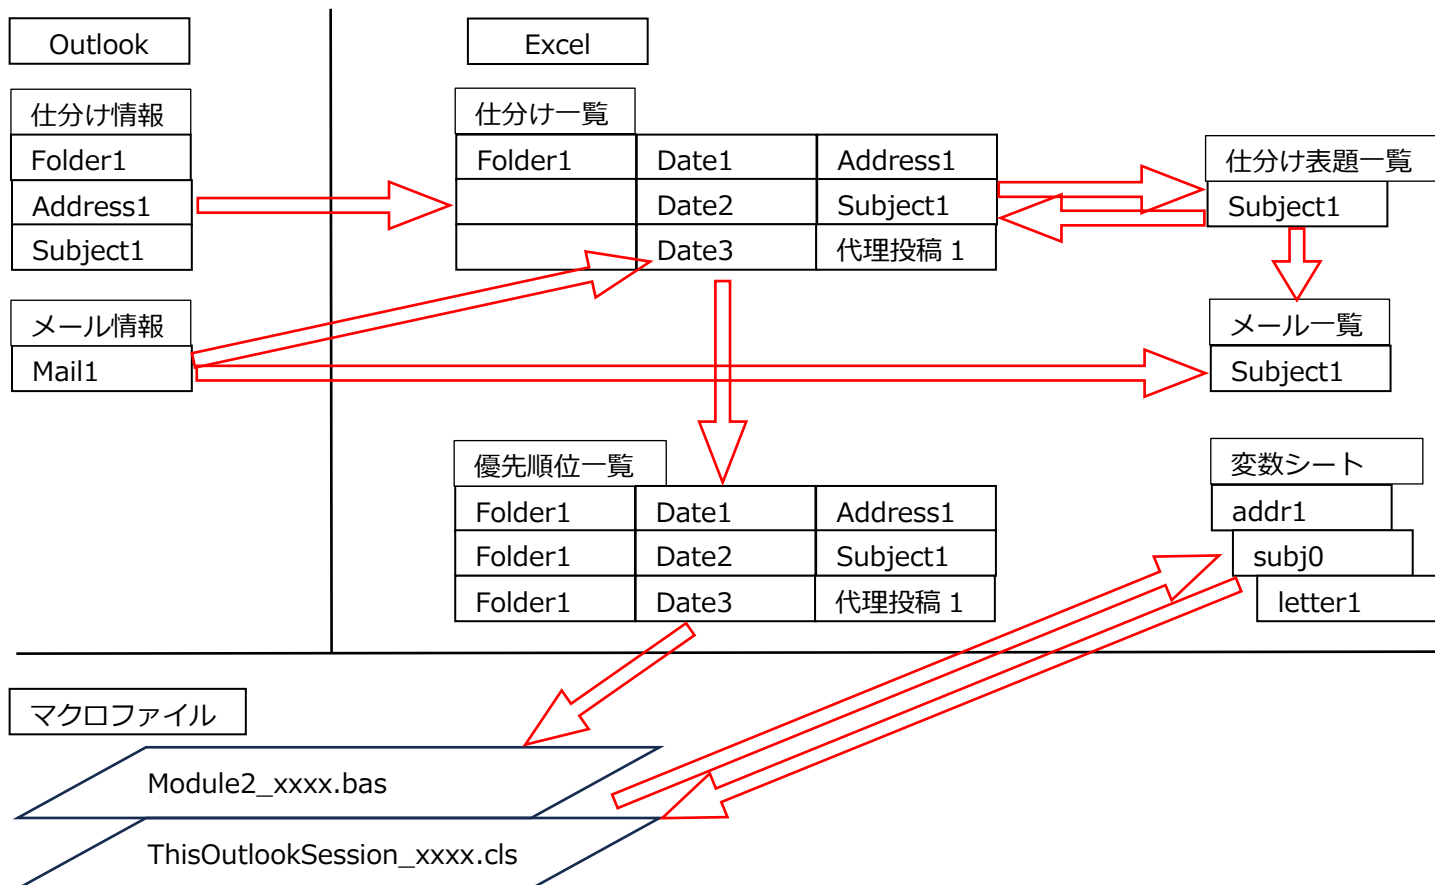 Outlook
Excel
仕分け情報
Folder1
Address1
Subject1
メール情報
Mail1
仕分け一覧
Folder1 Date1 Address1
Date2 Subject1
Date3 代理投稿 1
仕分け表題一覧
Subject1
メール一覧
Subject1
優先順位一覧
Folder1 Date1 Address1
Folder1 Date2 Subject1
Folder1 Date3 代理投稿 1
変数シート
addr1
subj0
letter1
マクロファイル
Module2_xxxx.bas
ThisOutlookSession_xxxx.cls